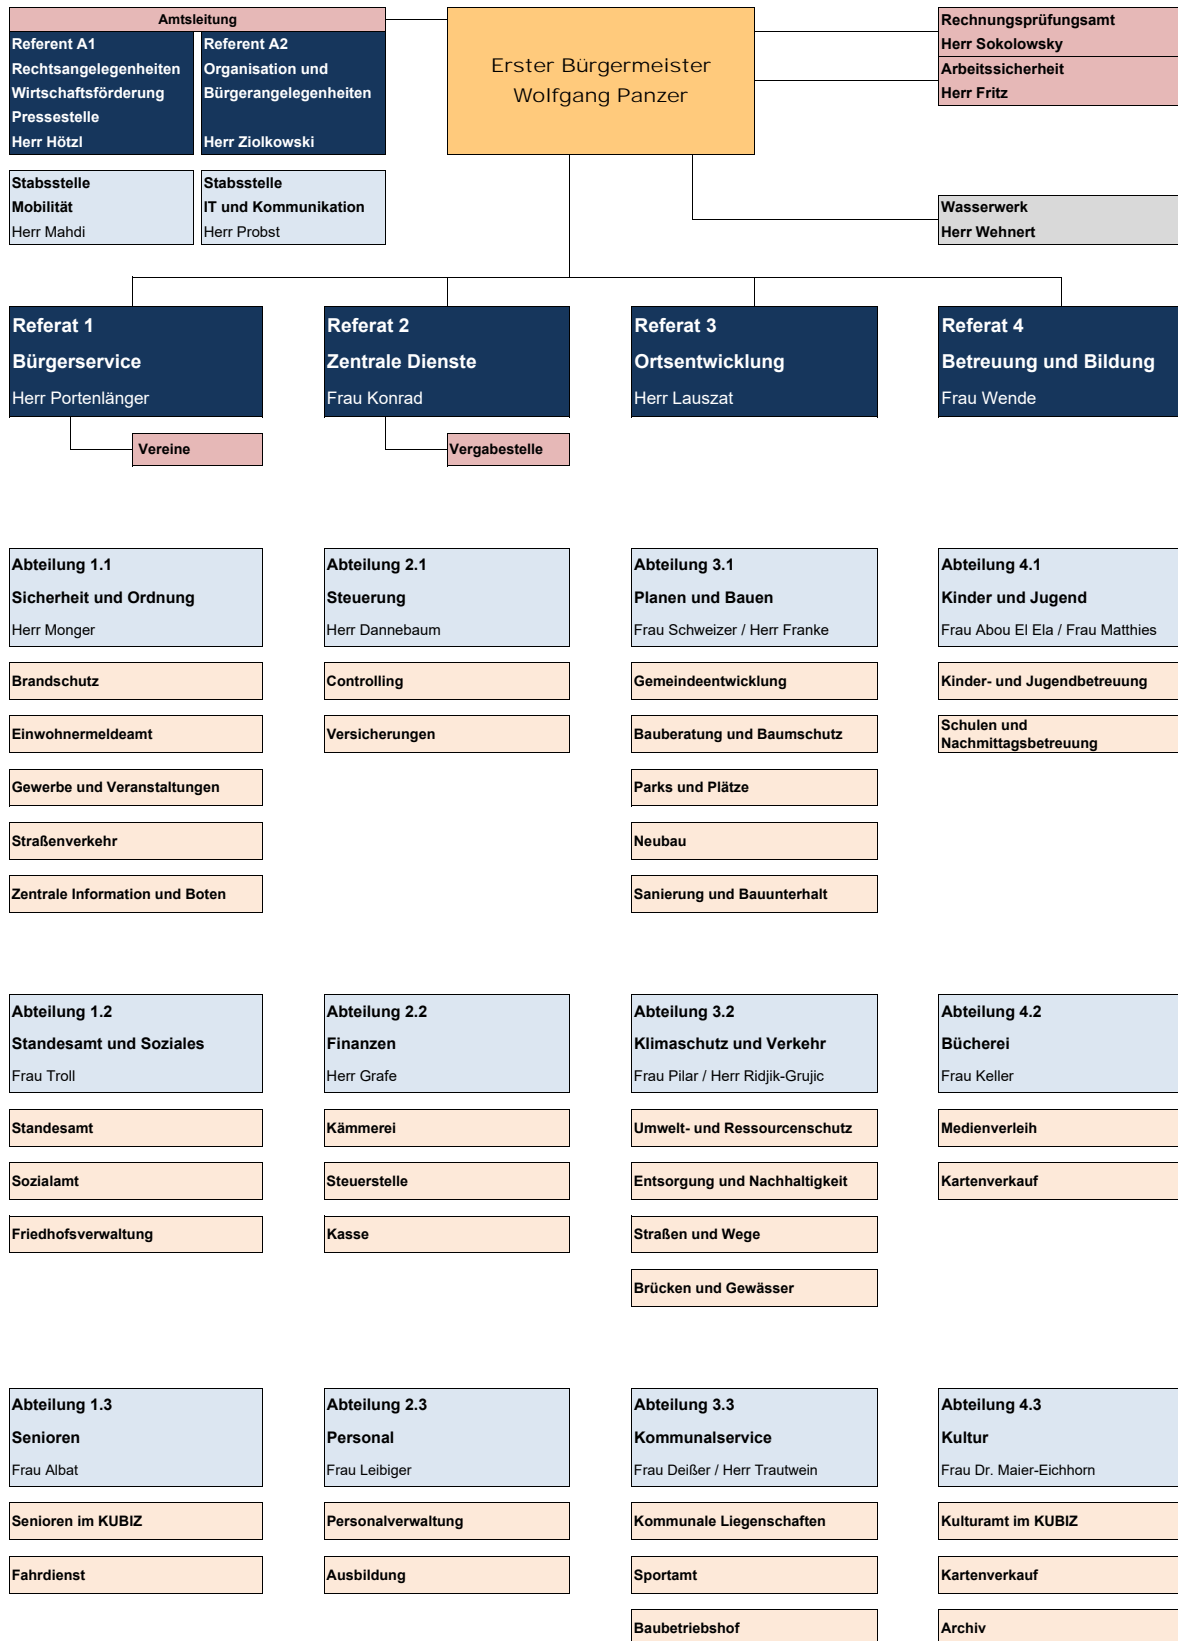 Amtsleitung
Referent A1
Rechtsangelegenheiten
Wirtschaftsförderung
Pressestelle
Herr Hötzl
Referent A2
Organisation und
Bürgerangelegenheiten
Herr Ziolkowski
Stabsstelle
Mobilität
Herr Mahdi
Stabsstelle
IT und Kommunikation
Herr Probst
Erster Bürgermeister
Wolfgang Panzer
Rechnungsprüfungsamt
Herr Sokolowsky
Arbeitssicherheit
Herr Fritz
Wasserwerk
Herr Wehnert
Referat 1
Bürgerservice
Herr Portenlänger
Vereine
Referat 2
Zentrale Dienste
Frau Konrad
Vergabestelle
Referat 3
Ortsentwicklung
Herr Lauszat
Referat 4
Betreuung und Bildung
Frau Wende
Abteilung 1.1
Sicherheit und Ordnung
Herr Monger
Brandschutz
Einwohnermeldeamt
Gewerbe und Veranstaltungen
Straßenverkehr
Zentrale Information und Boten
Abteilung 2.1
Steuerung
Herr Dannebaum
Controlling
Versicherungen
Abteilung 3.1
Planen und Bauen
Frau Schweizer / Herr Franke
Gemeindeentwicklung
Bauberatung und Baumschutz
Parks und Plätze
Neubau
Sanierung und Bauunterhalt
Abteilung 4.1
Kinder und Jugend
Frau Abou El Ela / Frau Matthies
Kinder- und Jugendbetreuung
Schulen und
Nachmittagsbetreuung
Abteilung 1.2
Standesamt und Soziales
Frau Troll
Standesamt
Sozialamt
Friedhofsverwaltung
Abteilung 2.2
Finanzen
Herr Grafe
Kämmerei
Steuerstelle
Kasse
Abteilung 3.2
Klimaschutz und Verkehr
Frau Pilar / Herr Ridjik-Grujic
Umwelt- und Ressourcenschutz
Entsorgung und Nachhaltigkeit
Straßen und Wege
Brücken und Gewässer
Abteilung 4.2
Bücherei
Frau Keller
Medienverleih
Kartenverkauf
Abteilung 1.3
Senioren
Frau Albat
Senioren im KUBIZ
Fahrdienst
Abteilung 2.3
Personal
Frau Leibiger
Personalverwaltung
Ausbildung
Abteilung 3.3
Kommunalservice
Frau Deißer / Herr Trautwein
Kommunale Liegenschaften
Sportamt
Baubetriebshof
Abteilung 4.3
Kultur
Frau Dr. Maier-Eichhorn
Kulturamt im KUBIZ
Kartenverkauf
Archiv